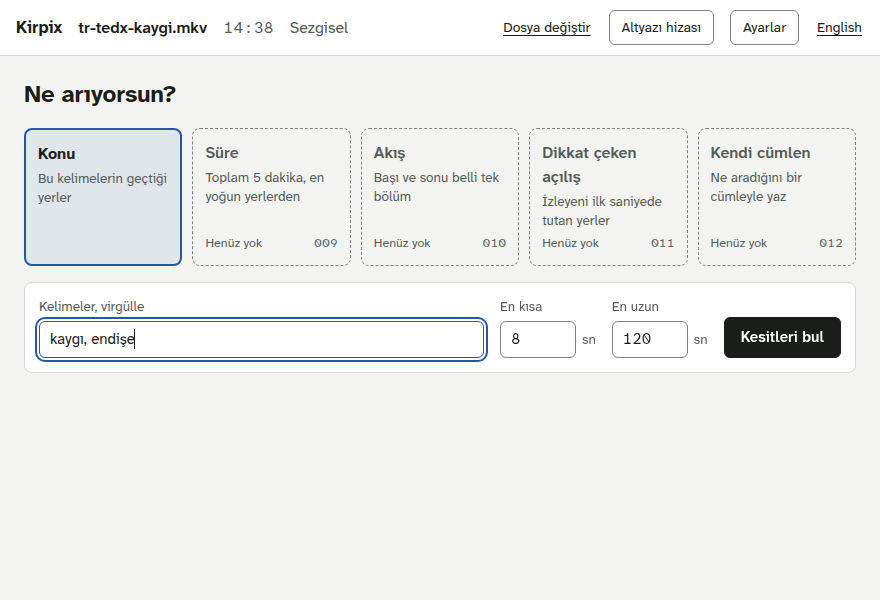 Kirpix tr-tedx-kaygi.mkv 14:38 Sezgisel Dosya değiştir Altyazı hizası Ayarlar English
Ne arıyorsun?
Konu
Bu kelimelerin geçtiği
yerler
Süre
Toplam 5 dakika, en
yoğun yerlerden
Henüz yok 009
Akış
Başı ve sonu belli tek
bölüm
Henüz yok 010
Dikkat çeken
açılış
İzleyeni ilk saniyede
tutan yerler
Henüz yok 011
Kendi cümlen
Ne aradığını bir
cümleyle yaz
Henüz yok 012
Kelimeler, virgülle
kaygı, endişe
En kısa
8 sn
En uzun
120 sn
Kesitleri bul